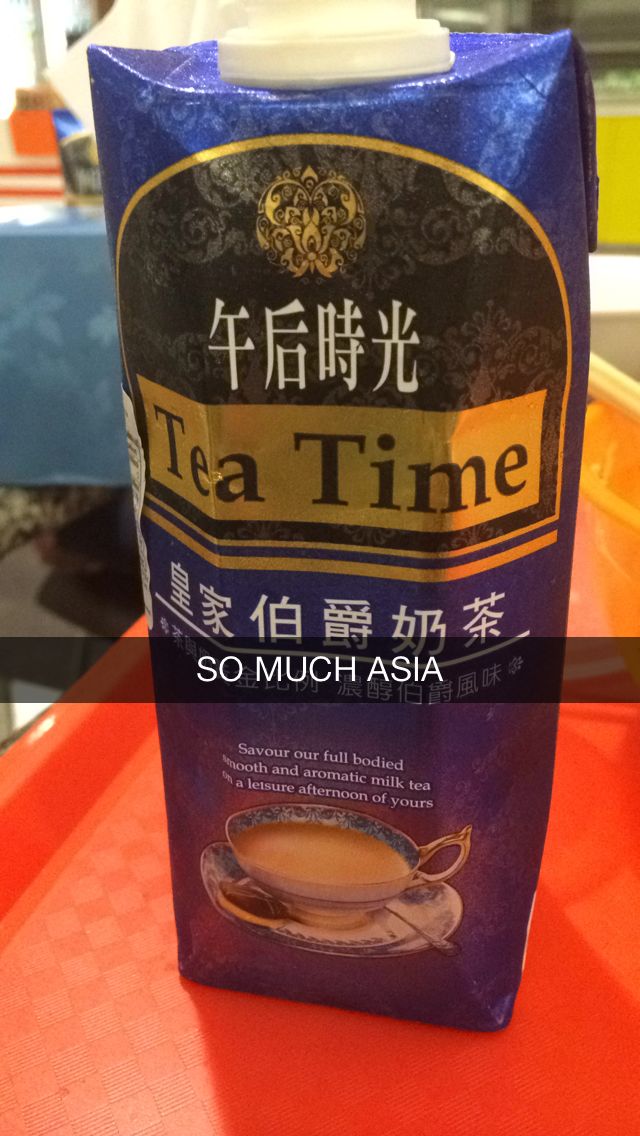 午后時光
Tea Time
皇家伯爵奶茶
SO MUCH ASIA
濃醇伯爵風味
Savour our full bodied
smooth and aromatic milk tea
on a leisure afternoon of yours